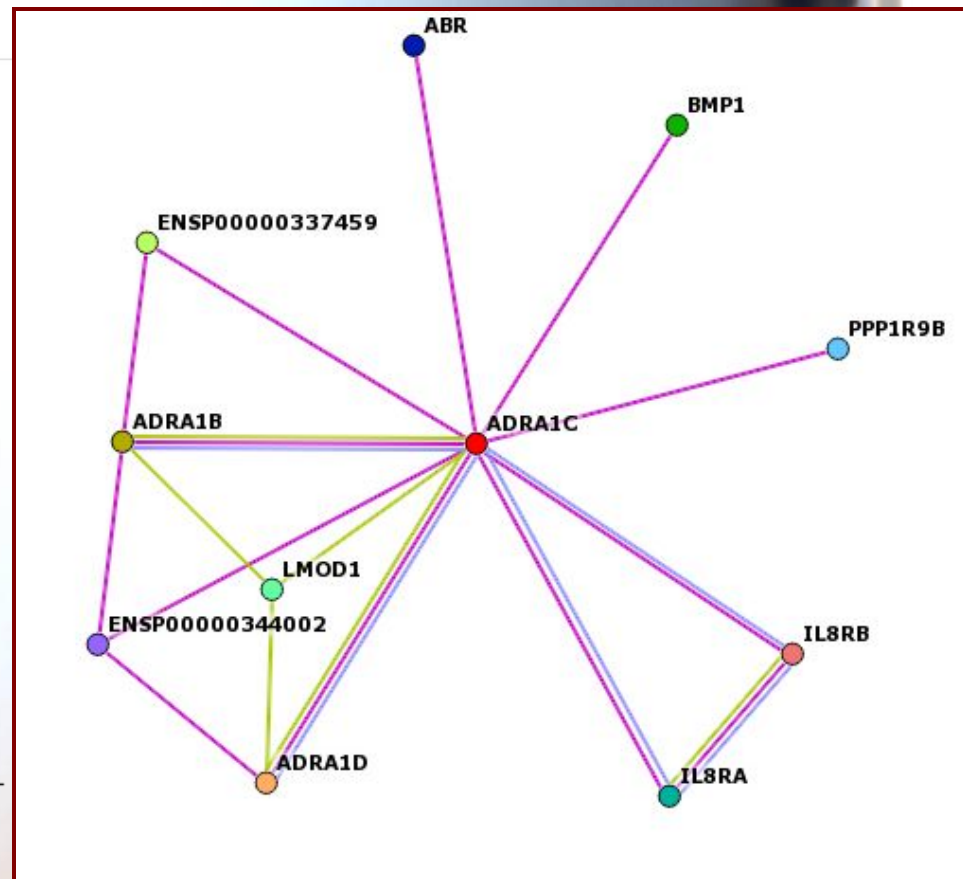 ABR
BMP1
ENSP00000337459
PPP1R9B
ADRA1B
ADRA1C
LMOD1
ENSP00000344002
IL8RB
ADRA1D
IL8RA